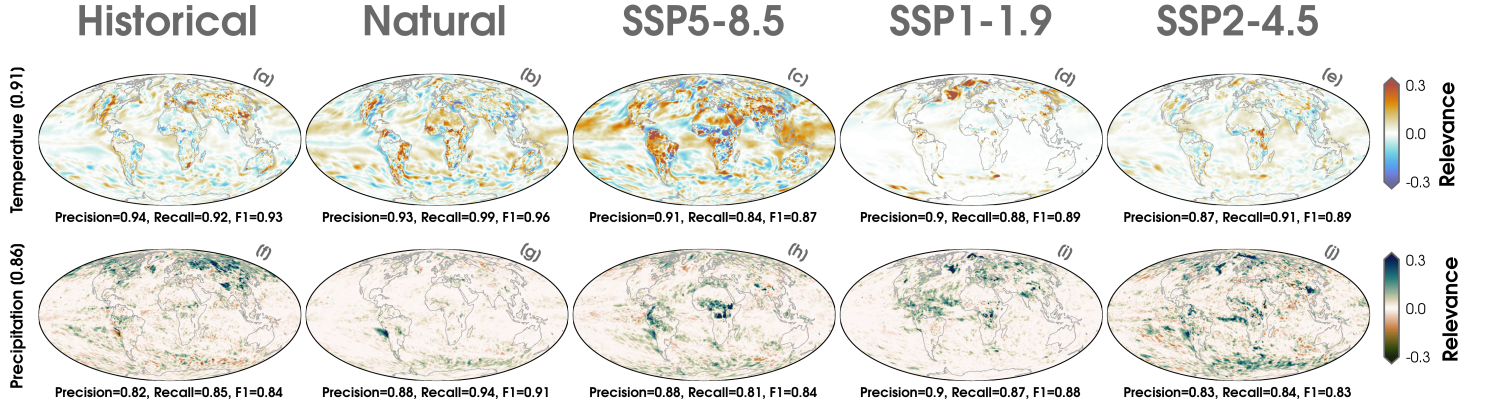 Historical Natural SSP5-8.5 SSP1-1.9 SSP2-4.5
Temperature (0.91)
(a) (b) (c) (d) (e)
0.3
0.0
-0.3
Relevance
Precision=0.94, Recall=0.92, F1=0.93 Precision=0.93, Recall=0.99, F1=0.96 Precision=0.91, Recall=0.84, F1=0.87 Precision=0.9, Recall=0.88, F1=0.89 Precision=0.87, Recall=0.91, F1=0.89
Precipitation (0.86)
(f) (g) (h) (i) (j)
0.3
0.0
-0.3
Relevance
Precision=0.82, Recall=0.85, F1=0.84 Precision=0.88, Recall=0.94, F1=0.91 Precision=0.88, Recall=0.81, F1=0.84 Precision=0.9, Recall=0.87, F1=0.88 Precision=0.83, Recall=0.84, F1=0.83